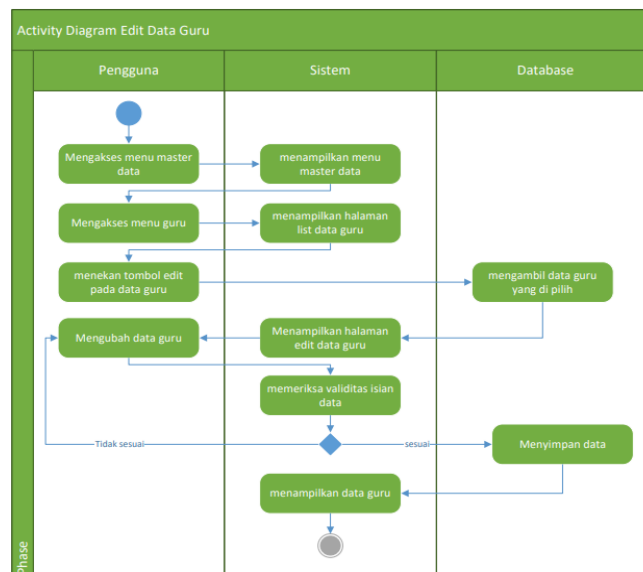 Activity Diagram Edit Data Guru
Pengguna
Sistem
Database
Mengakses menu master
data
menampilkan menu
master data
Mengakses menu guru
menampilkan halaman
list data guru
menekan tombol edit
pada data guru
mengambil data guru
yang di pilih
Mengubah data guru
Menampilkan halaman
edit data guru
memeriksa validitas isian
data
Tidak sesuai
sesuai
Menyimpan data
menampilkan data guru
Phase